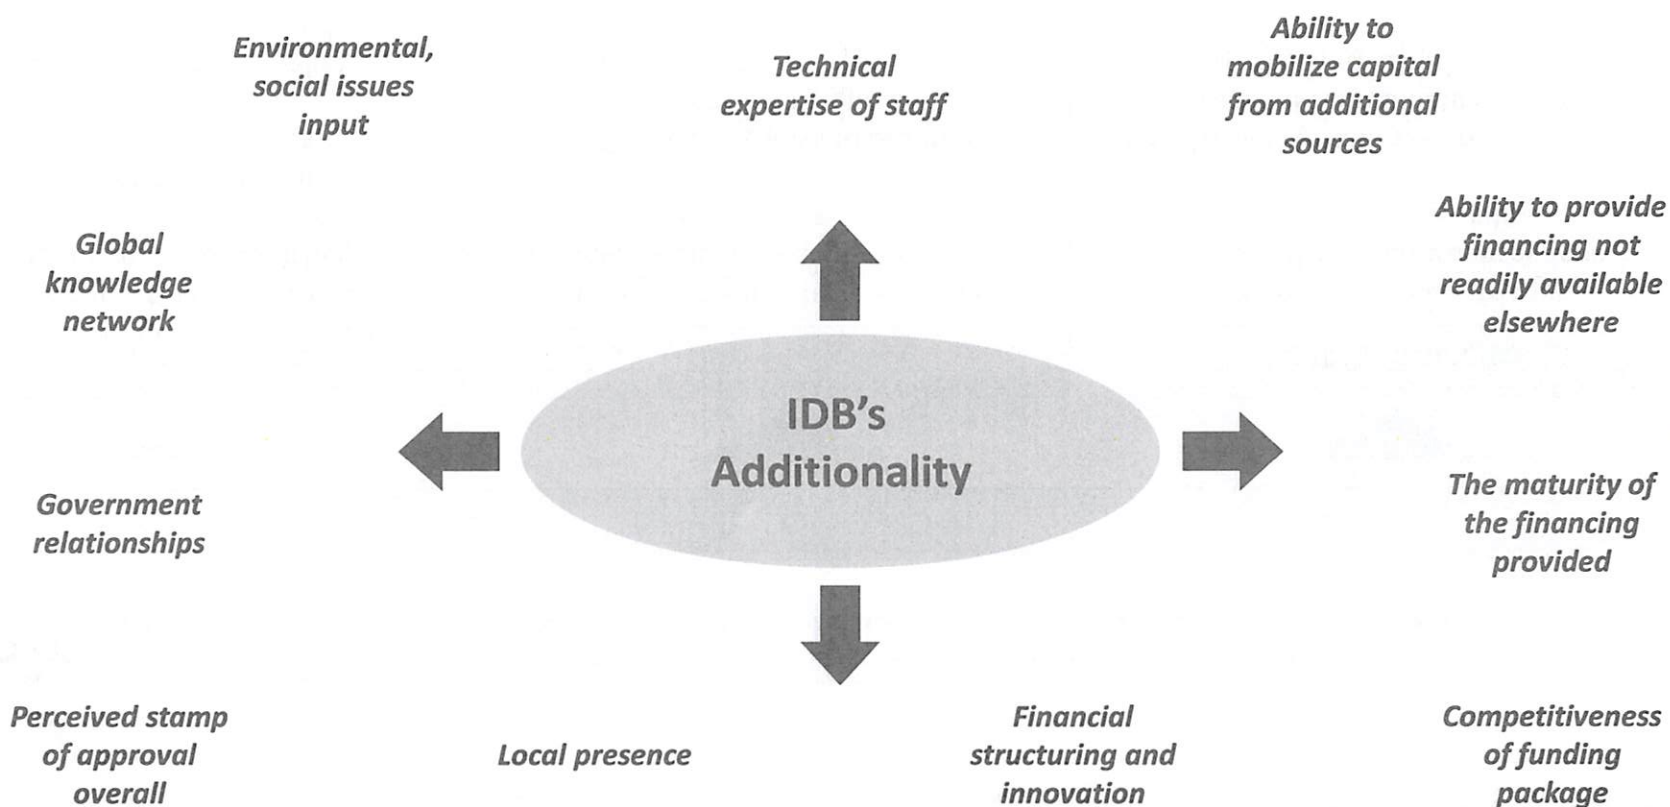 Environmental,
social issues
input
Technical
expertise of staff
Ability to
mobilize capital
from additional
sources
Global
knowledge
network
Ability to provide
financing not
readily available
elsewhere
IDB's
Additionality
Government
relationships
The maturity of
the financing
provided
Perceived stamp
of approval
overall
Local presence
Financial
structuring and
innovation
Competitiveness
of funding
package